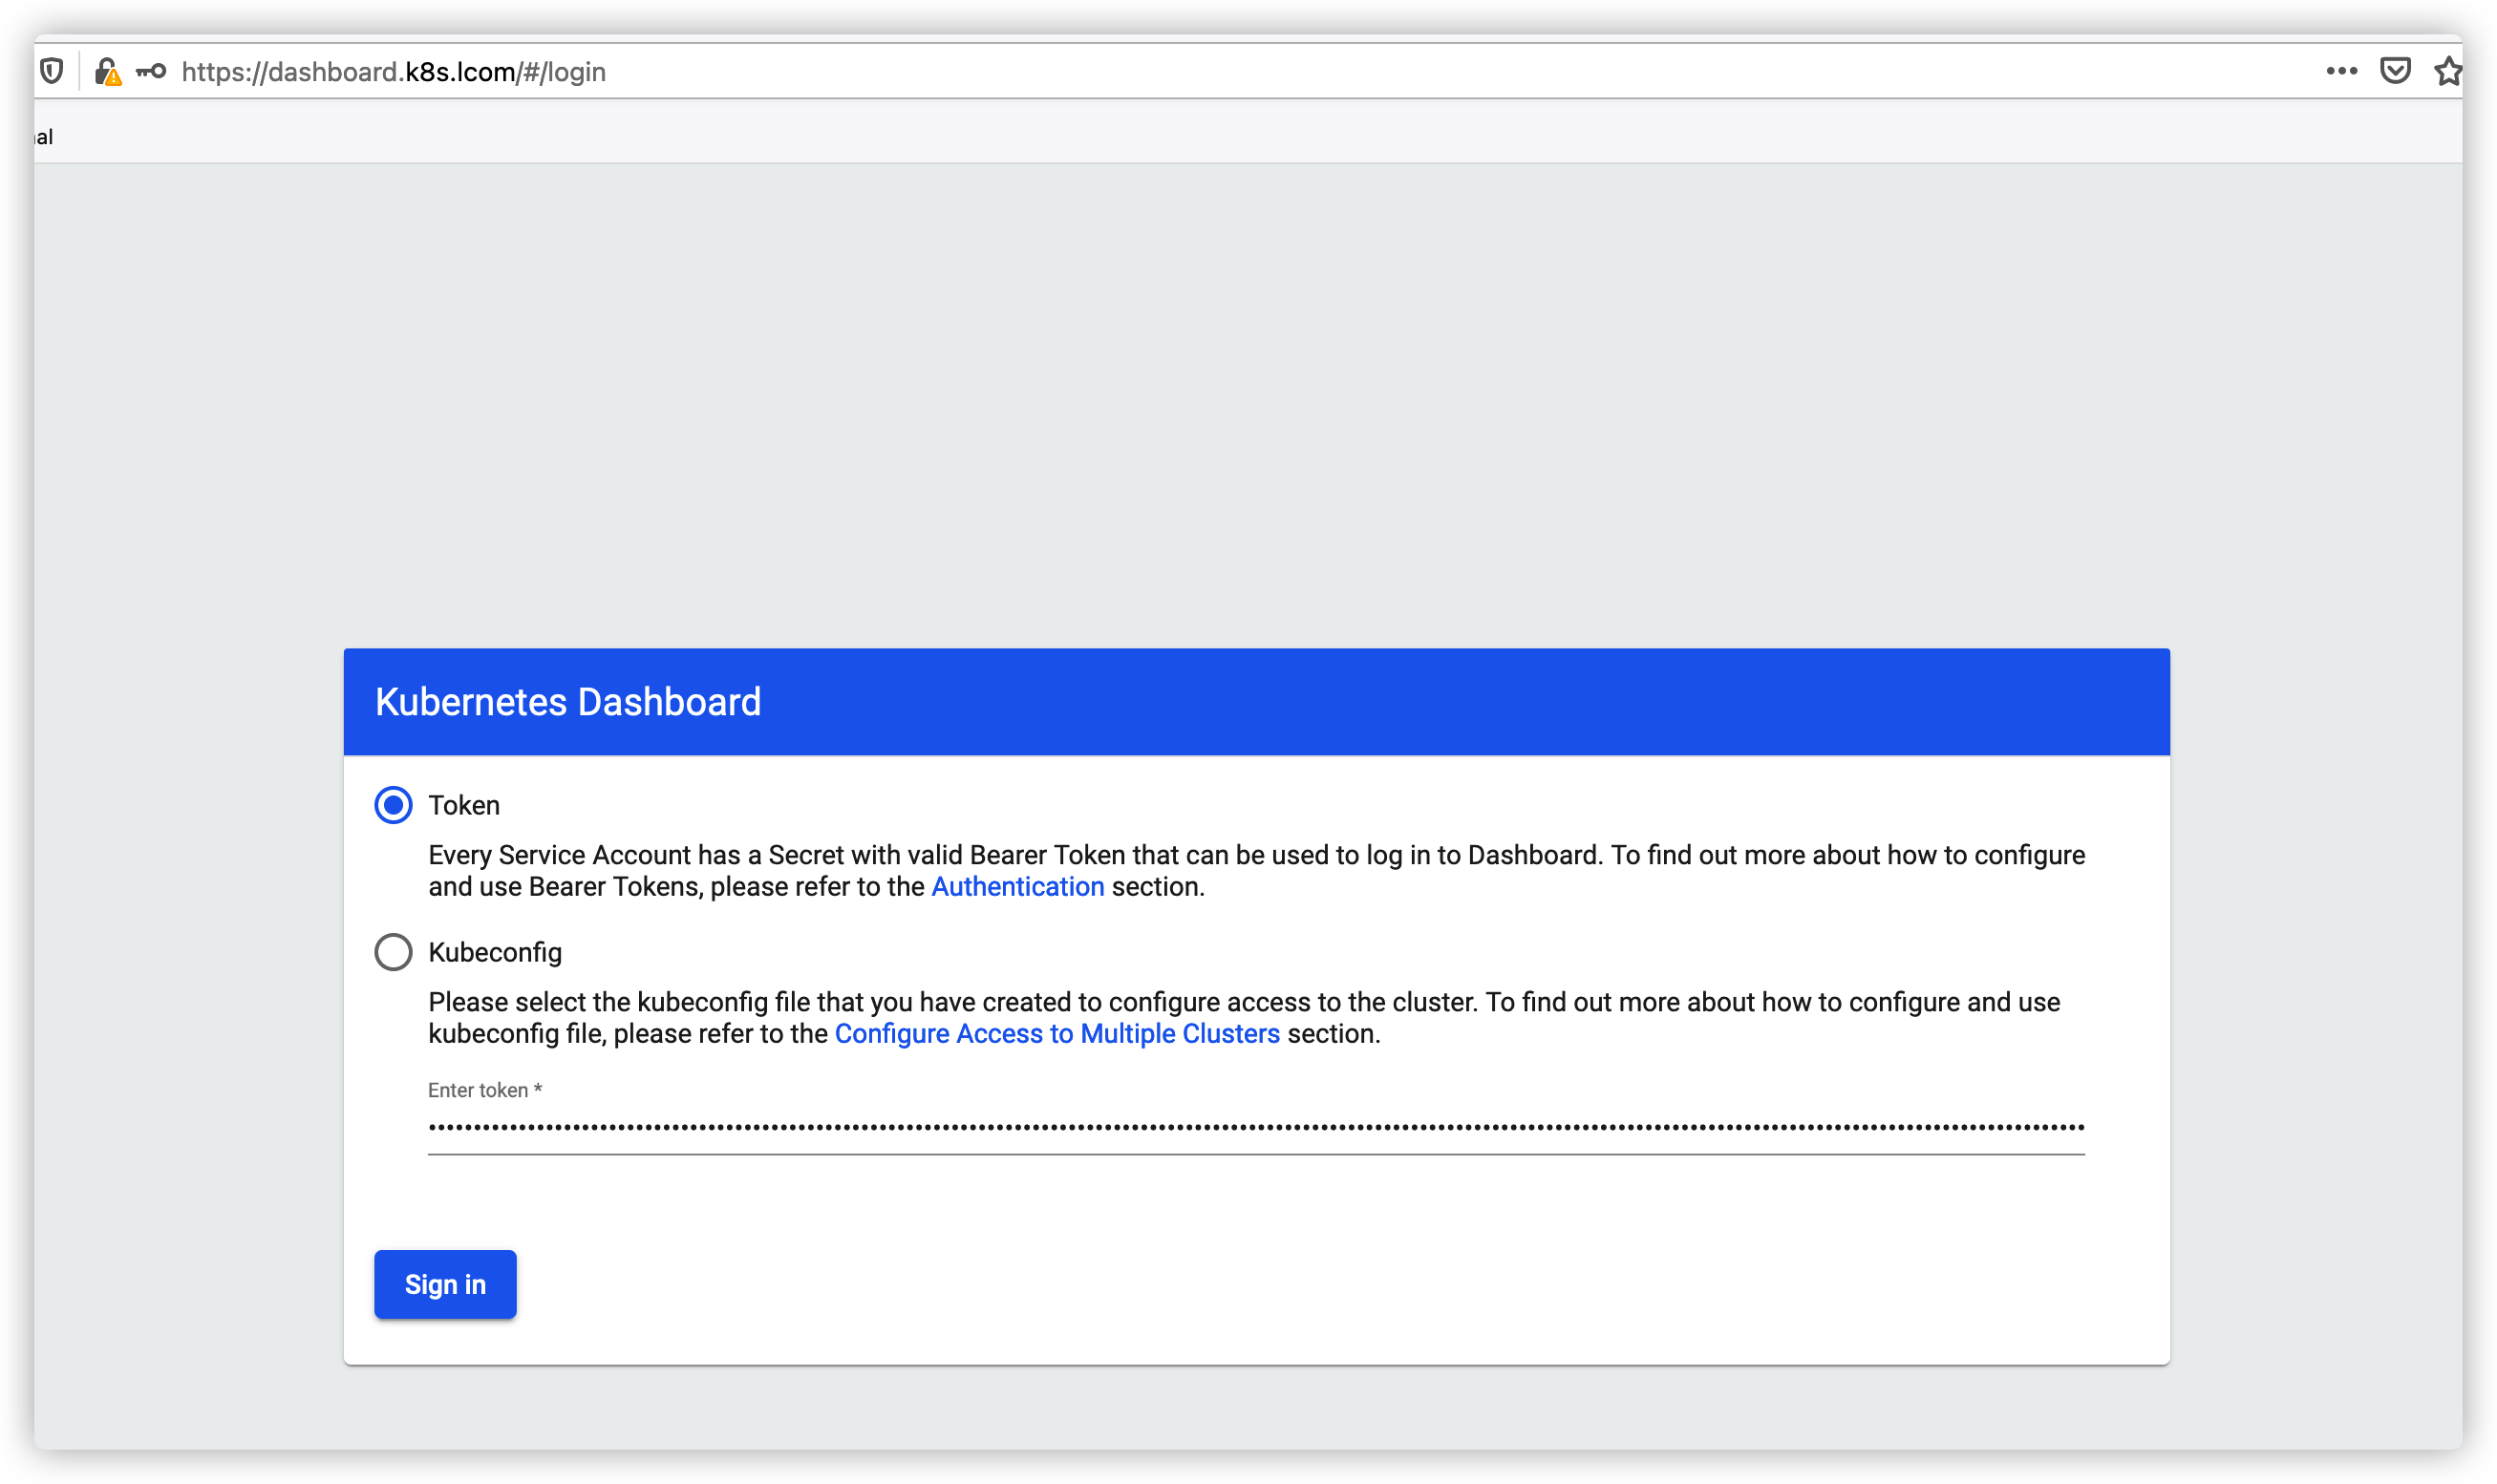 https://dashboard.k8s.lcom/#/login
al
Kubernetes Dashboard
Token
Every Service Account has a Secret with valid Bearer Token that can be used to log in to Dashboard. To find out more about how to configure
and use Bearer Tokens, please refer to the Authentication section.
Kubeconfig
Please select the kubeconfig file that you have created to configure access to the cluster. To find out more about how to configure and use
kubeconfig file, please refer to the Configure Access to Multiple Clusters section.
Enter token *
Sign in